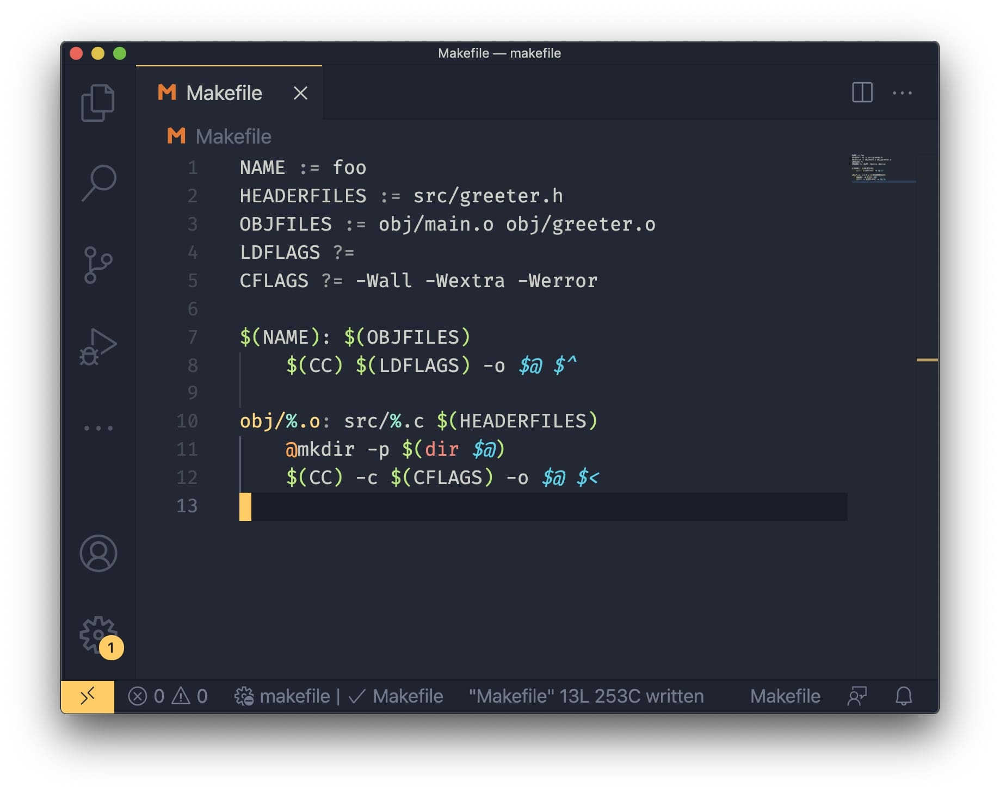 Makefile — makefile
Makefile
Makefile
1 NAME := foo
2 HEADERFILES := src/greeter.h
3 OBJFILES := obj/main.o obj/greeter.o
4 LDFLAGS ?=
5 CFLAGS ?= -Wall -Wextra -Werror
6
7 $(NAME): $(OBJFILES)
8     $(CC) $(LDFLAGS) -o $@ $^
9
10 obj/%.o: src/%.c $(HEADERFILES)
11     @mkdir -p $(dir $@)
12     $(CC) -c $(CFLAGS) -o $@ $<
13
1
0 0 makefile | ✓ Makefile "Makefile" 13L 253C written Makefile